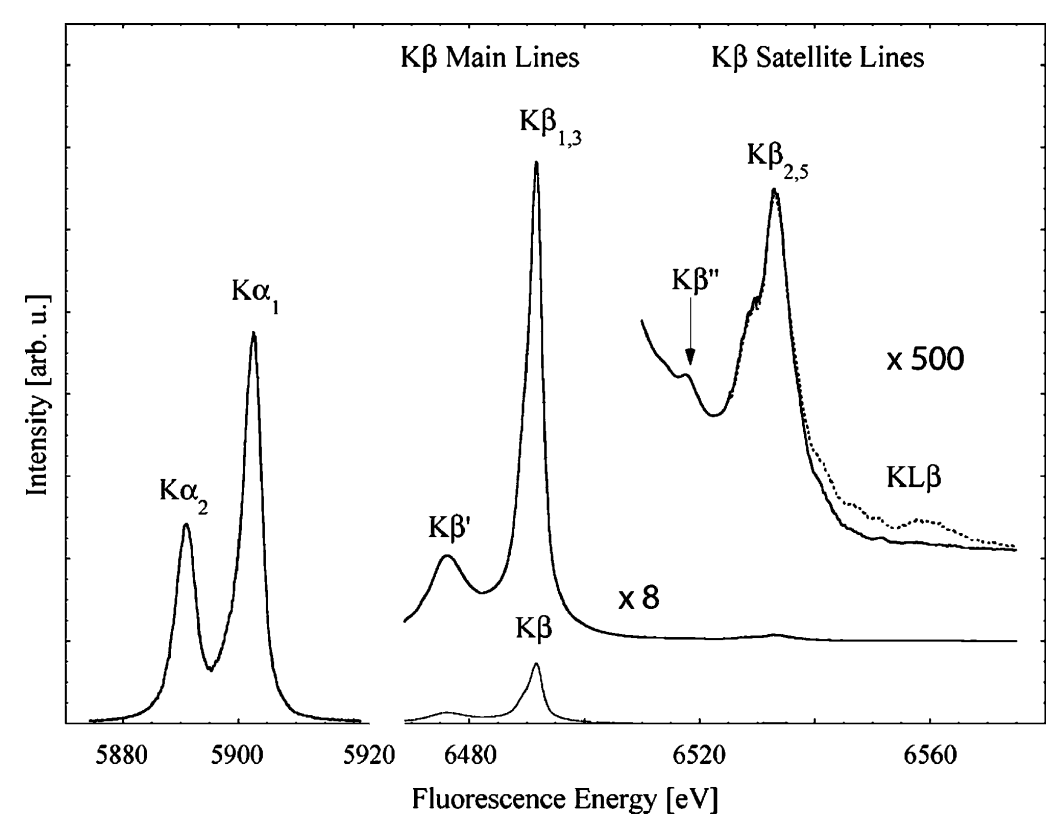 Kβ Main Lines
Kβ Satellite Lines
Kβ1,3
Kβ2,5
Kβ"
Kα1
x 500
Kα2
KLβ
Kβ'
x 8
Kβ
Intensity [arb. u.]
5880 5900 5920 6480 6520 6560
Fluorescence Energy [eV]